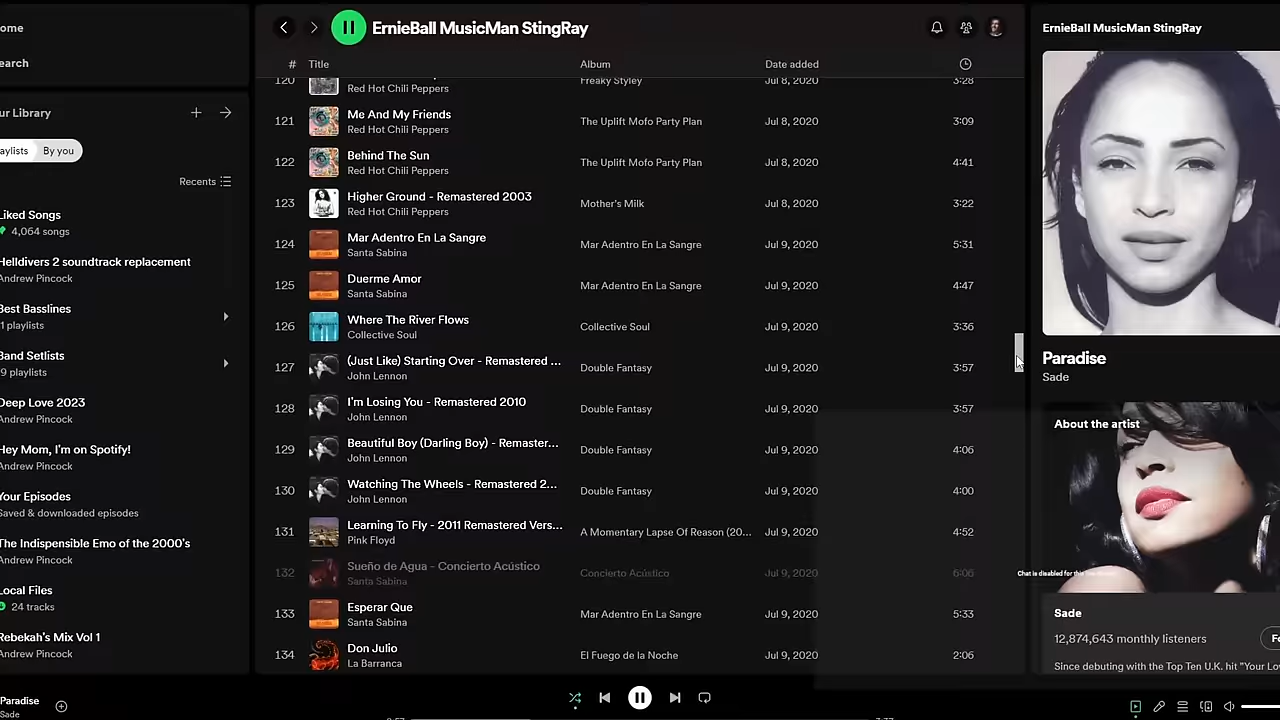 ome
earch
ur Library
aylists
By you
Recents
Liked Songs
4,064 songs
Helldivers 2 soundtrack replacement
Andrew Pincock
Best Basslines
1 playlists
Band Setlists
9 playlists
Deep Love 2023
Andrew Pincock
Hey Mom, I'm on Spotify!
Andrew Pincock
Your Episodes
Saved & downloaded episodes
The Indispensible Emo of the 2000's
Andrew Pincock
Local Files
24 tracks
Rebekah's Mix Vol 1
Andrew Pincock
ErnieBall MusicMan StingRay
# Title Album Date added
120 Red Hot Chili Peppers Freaky Styley Jul 8, 2020 3:28
121 Me And My Friends The Uplift Mofo Party Plan Jul 8, 2020 3:09
Red Hot Chili Peppers
122 Behind The Sun The Uplift Mofo Party Plan Jul 8, 2020 4:41
Red Hot Chili Peppers
123 Higher Ground - Remastered 2003 Mother's Milk Jul 8, 2020 3:22
Red Hot Chili Peppers
124 Mar Adentro En La Sangre Mar Adentro En La Sangre Jul 9, 2020 5:31
Santa Sabina
125 Duerme Amor Mar Adentro En La Sangre Jul 9, 2020 4:47
Santa Sabina
126 Where The River Flows Collective Soul Jul 9, 2020 3:36
Collective Soul
127 (Just Like) Starting Over - Remastered ... Double Fantasy Jul 9, 2020 3:57
John Lennon
128 I'm Losing You - Remastered 2010 Double Fantasy Jul 9, 2020 3:57
John Lennon
129 Beautiful Boy (Darling Boy) - Remaster... Double Fantasy Jul 9, 2020 4:06
John Lennon
130 Watching The Wheels - Remastered 2... Double Fantasy Jul 9, 2020 4:00
John Lennon
131 Learning To Fly - 2011 Remastered Vers... A Momentary Lapse Of Reason (20... Jul 9, 2020 4:52
Pink Floyd
132 Sueño de Agua - Concierto Acústico Concierto Acústico Jul 9, 2020 6:06
Santa Sabina
133 Esperar Que Mar Adentro En La Sangre Jul 9, 2020 5:33
Santa Sabina
134 Don Julio El Fuego de la Noche Jul 9, 2020 2:06
La Barranca
ErnieBall MusicMan StingRay
Paradise
Sade
About the artist
Chat is disabled for this
Sade
12,874,643 monthly listeners
Fo
Since debuting with the Top Ten U.K. hit "Your Lov
Paradise
Sade